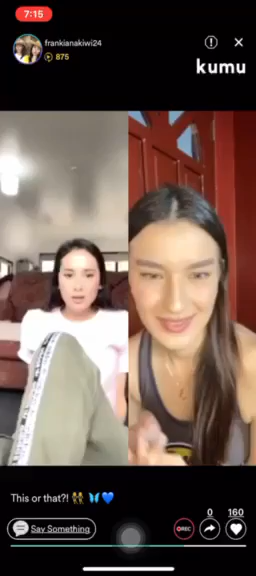 7:15
frankianakiwi24
875
kumu
This or that?! 👯 🦋💙
Say Something
REC
0
160